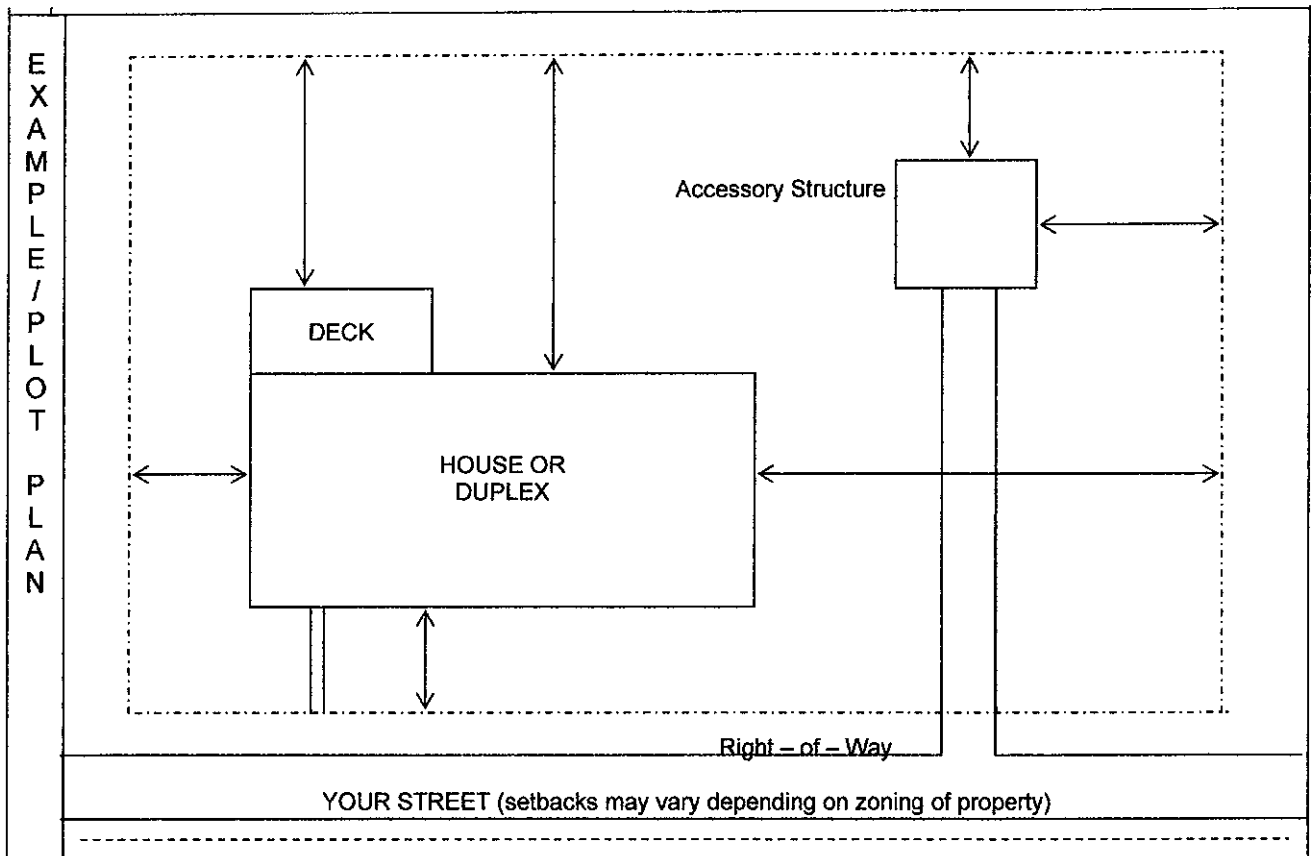 EXAMPLE/PLOT PLAN
Accessory Structure
DECK
HOUSE OR
DUPLEX
Right – of – Way
YOUR STREET (setbacks may vary depending on zoning of property)